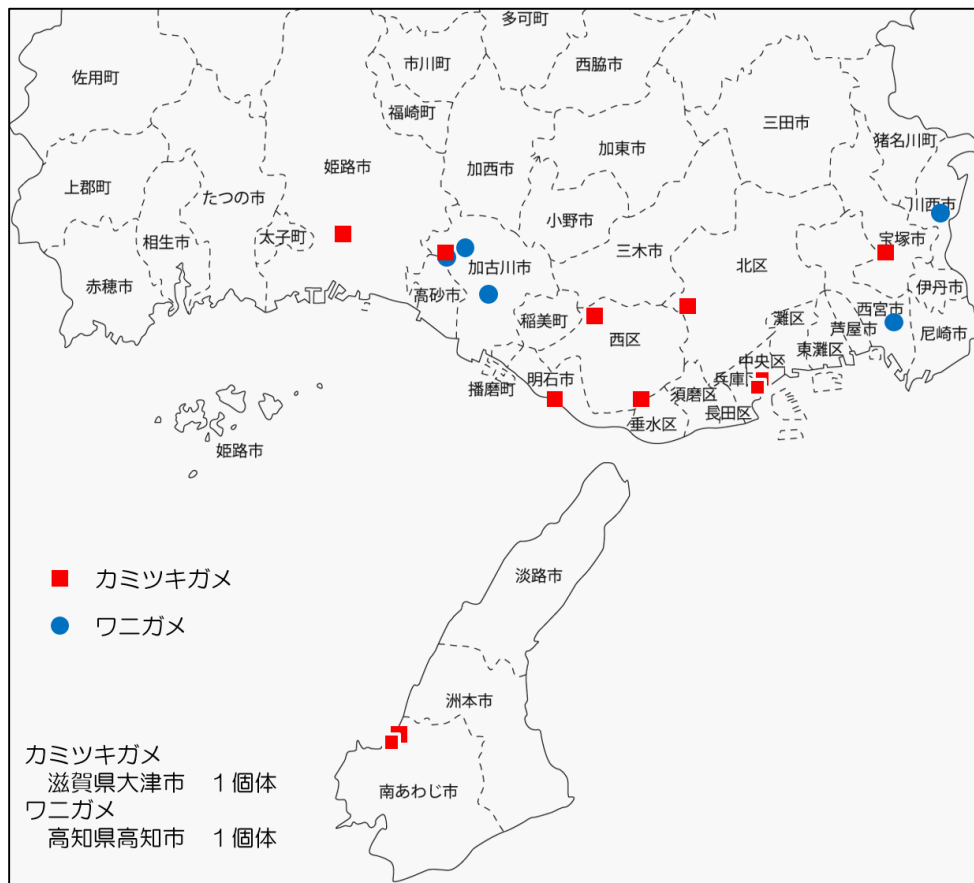 多可町
佐用町
市川町
西脇市
福崎町
三田市
猪名川町
加東市
姫路市
加西市
上郡町
たつの市
川西市
小野市
相生市
太子町
宝塚市
三木市
加古川市
北区
赤穂市
伊丹市
高砂市
稲美町
西宮市
灘区
芦屋市
尼崎市
西区
東灘区
中央区
兵庫
明石市
播磨町
須磨区
長田区
垂水区
姫路市
淡路市
カミツキガメ
ワニガメ
洲本市
南あわじ市
カミツキガメ
滋賀県大津市 1個体
ワニガメ
高知県高知市 1個体